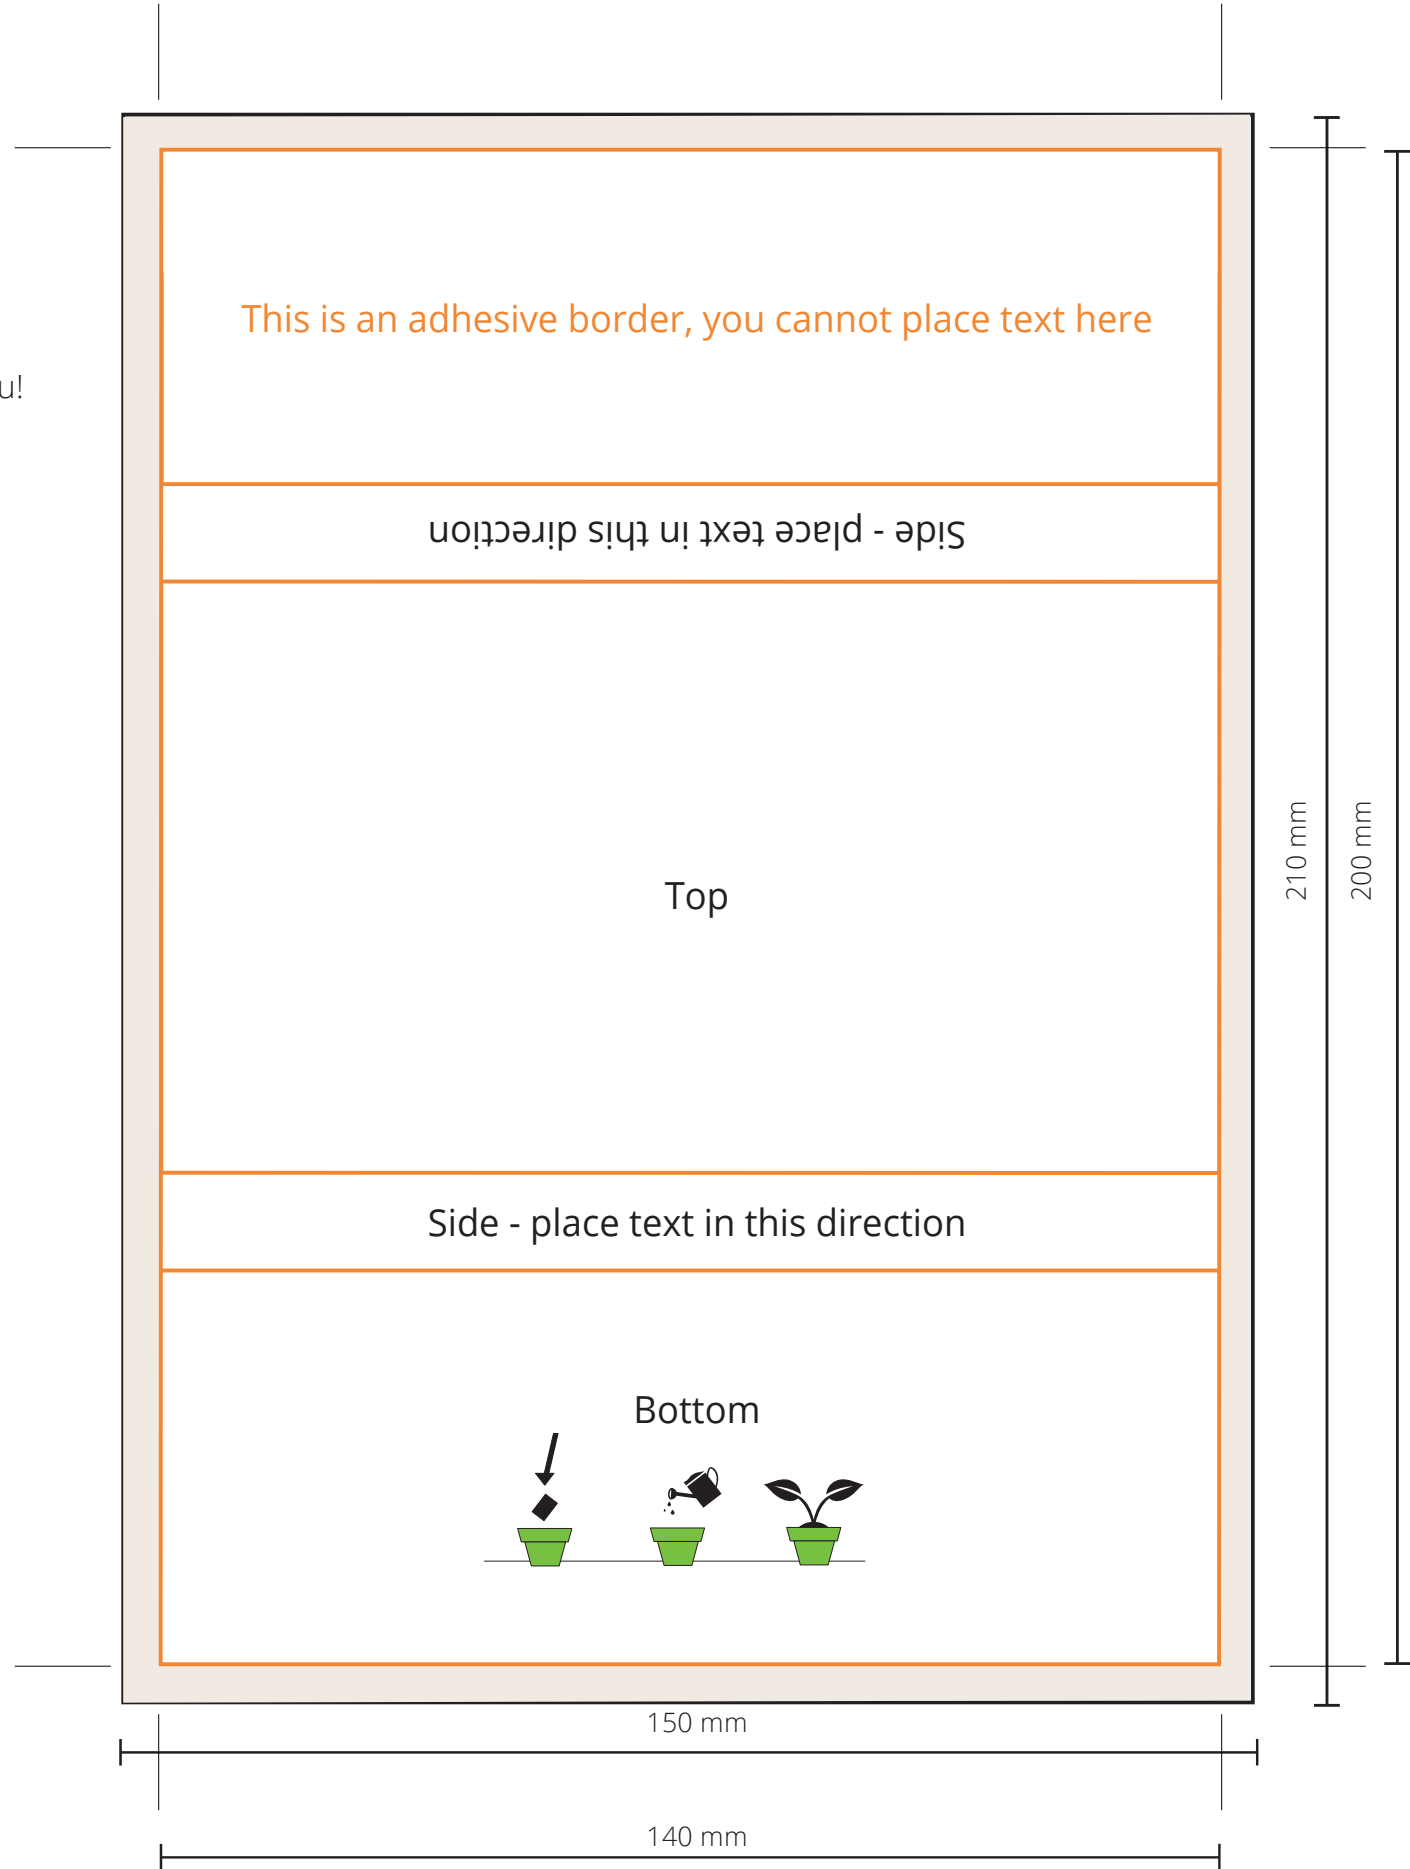 This is an adhesive border, you cannot place text here
u!
Side - place text in this direction
Top
210 mm
200 mm
Side - place text in this direction
Bottom
150 mm
140 mm